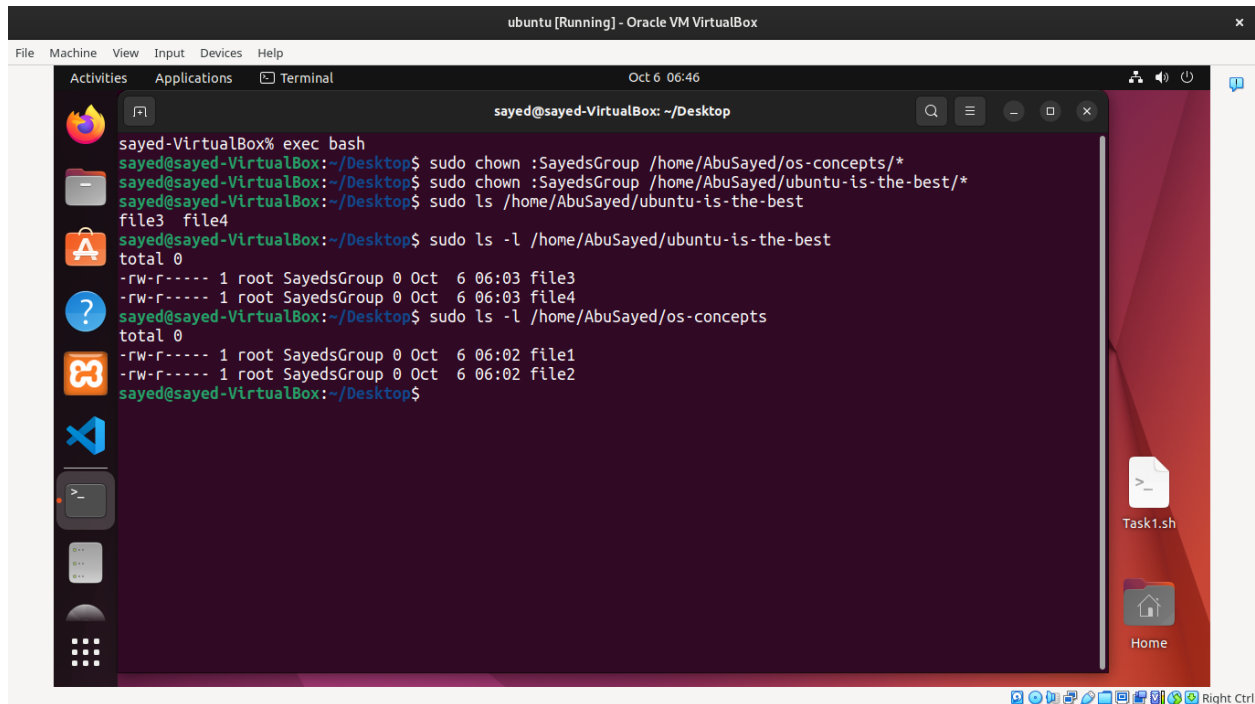 ubuntu [Running] - Oracle VM VirtualBox
File Machine View Input Devices Help
Activities Applications Terminal Oct 6 06:46
sayed@sayed-VirtualBox: ~/Desktop
sayed-VirtualBox% exec bash
sayed@sayed-VirtualBox:~/Desktop$ sudo chown :SayedsGroup /home/AbuSayed/os-concepts/*
sayed@sayed-VirtualBox:~/Desktop$ sudo chown :SayedsGroup /home/AbuSayed/ubuntu-is-the-best/*
sayed@sayed-VirtualBox:~/Desktop$ sudo ls /home/AbuSayed/ubuntu-is-the-best
file3  file4
sayed@sayed-VirtualBox:~/Desktop$ sudo ls -l /home/AbuSayed/ubuntu-is-the-best
total 0
-rw-r----- 1 root SayedsGroup 0 Oct  6 06:03 file3
-rw-r----- 1 root SayedsGroup 0 Oct  6 06:03 file4
sayed@sayed-VirtualBox:~/Desktop$ sudo ls -l /home/AbuSayed/os-concepts
total 0
-rw-r----- 1 root SayedsGroup 0 Oct  6 06:02 file1
-rw-r----- 1 root SayedsGroup 0 Oct  6 06:02 file2
sayed@sayed-VirtualBox:~/Desktop$
Task1.sh
Home
Right Ctrl